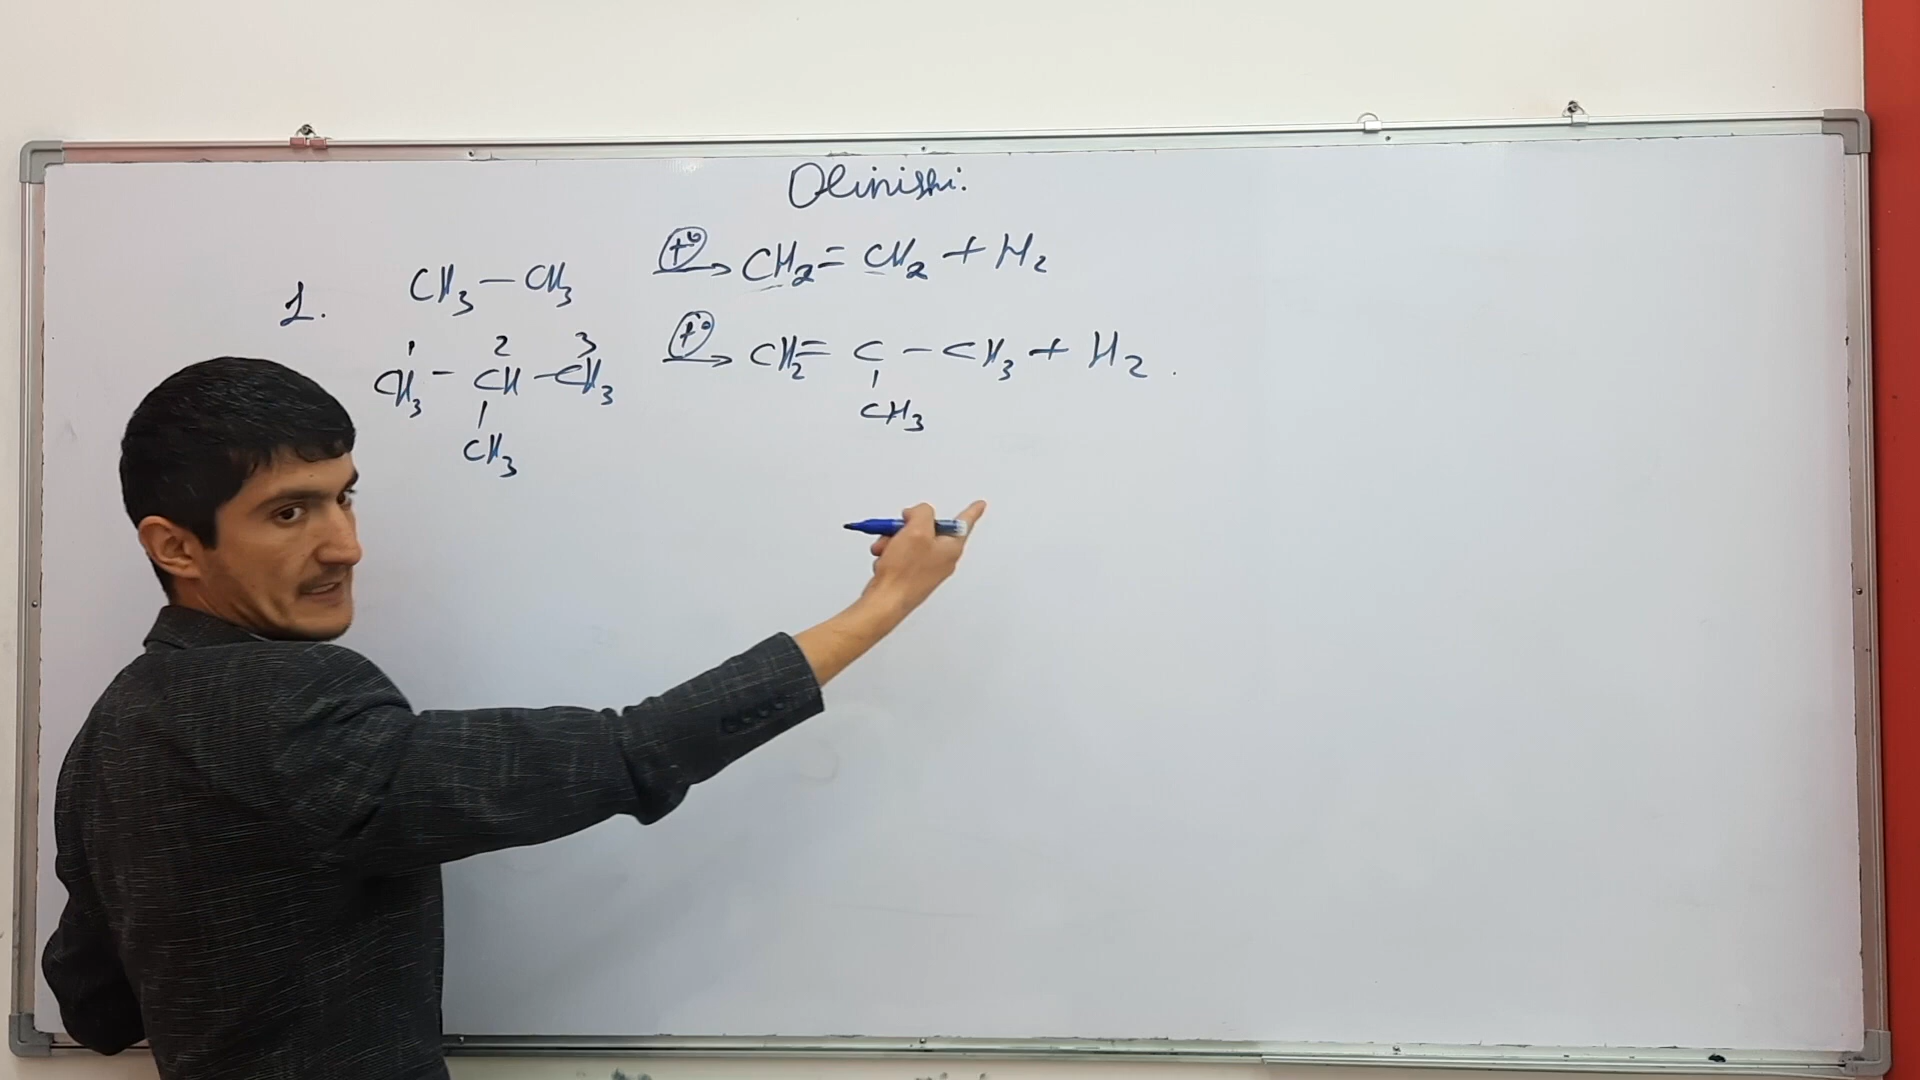 Olinishi:
1. CH₃ – CH₃ →(t°) CH₂ = CH₂ + H₂
1 2 3
CH₃ – CH – CH₃ →(t°) CH₂ = C – CH₃ + H₂.
| |
CH₃ CH₃